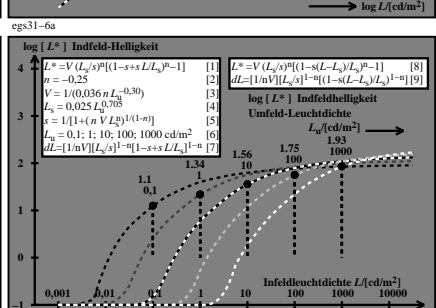 log L/[cd/m²]
egs31-6a
log [ L* ] Indfeld-Helligkeit
L* =V (Lₛ/s)ⁿ[(1-s+s L/Lₛ)ⁿ-1] [1]
n = -0,25 [2]
V = 1/(0,036 n Lᵤ-0,30) [3]
Lₛ = 0,025 Lᵤ0,705 [4]
s = 1/[1+( n V Lₛⁿ)1/(1-n)] [5]
Lᵤ = 0,1; 1; 10; 100; 1000 cd/m² [6]
dL=[1/nV][Lₛ/s]1-n[1-s+s L/Lₛ]1-n [7]
L* =V (Lₛ/s)ⁿ[(1-s(L-Lₛ)/Lₛ)ⁿ-1] [8]
dL=[1/nV][Lₛ/s]1-n[(1-s(L-Lₛ)/Lₛ]1-n [9]
log [ L* ] Indfeldhelligkeit
Umfeld-Leuchtdichte
Lᵤ/[cd/m²]
1.1 1.34 1.56 1.75 1.93
0,1 1 10 100 1000
4
3
2
1
0
-1
Infeldleuchtdichte L/[cd/m²]
0,001 0,01 0,1 1 10 100 1000 10000